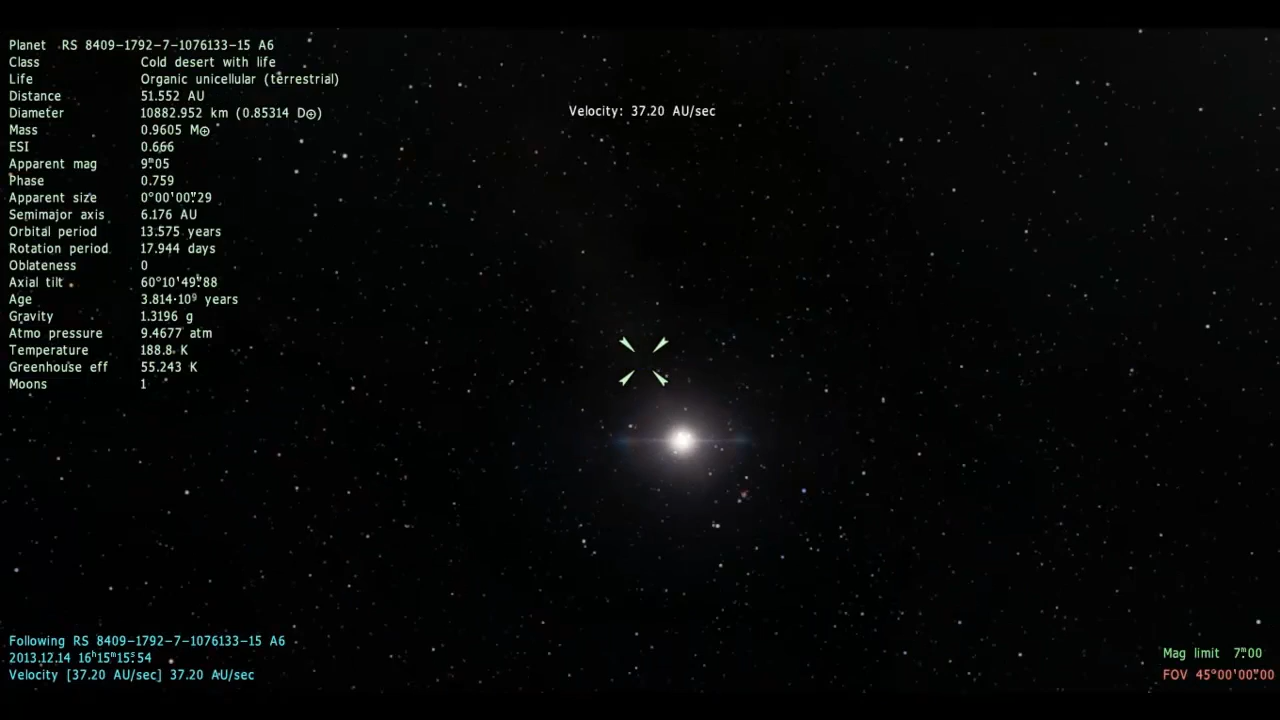 Planet RS 8409-1792-7-1076133-15 A6
Class Cold desert with life
Life Organic unicellular (terrestrial)
Distance 51.552 AU
Diameter 10882.952 km (0.85314 D⊙)
Mass 0.9605 M⊕
ESI 0.666
Apparent mag 9ᵐ05
Phase 0.759
Apparent size 0°00'00"29
Semimajor axis 6.176 AU
Orbital period 13.575 years
Rotation period 17.944 days
Oblateness 0
Axial tilt 60°10'49"88
Age 3.814·10⁹ years
Gravity 1.3196 g
Atmo pressure 9.4677 atm
Temperature 188.8 K
Greenhouse eff 55.243 K
Moons 1
Velocity: 37.20 AU/sec
Following RS 8409-1792-7-1076133-15 A6
2013.12.14 16ʰ15ᵐ15ˢ54
Velocity [37.20 AU/sec] 37.20 AU/sec
Mag limit 7ᵐ00
FOV 45°00'00"00